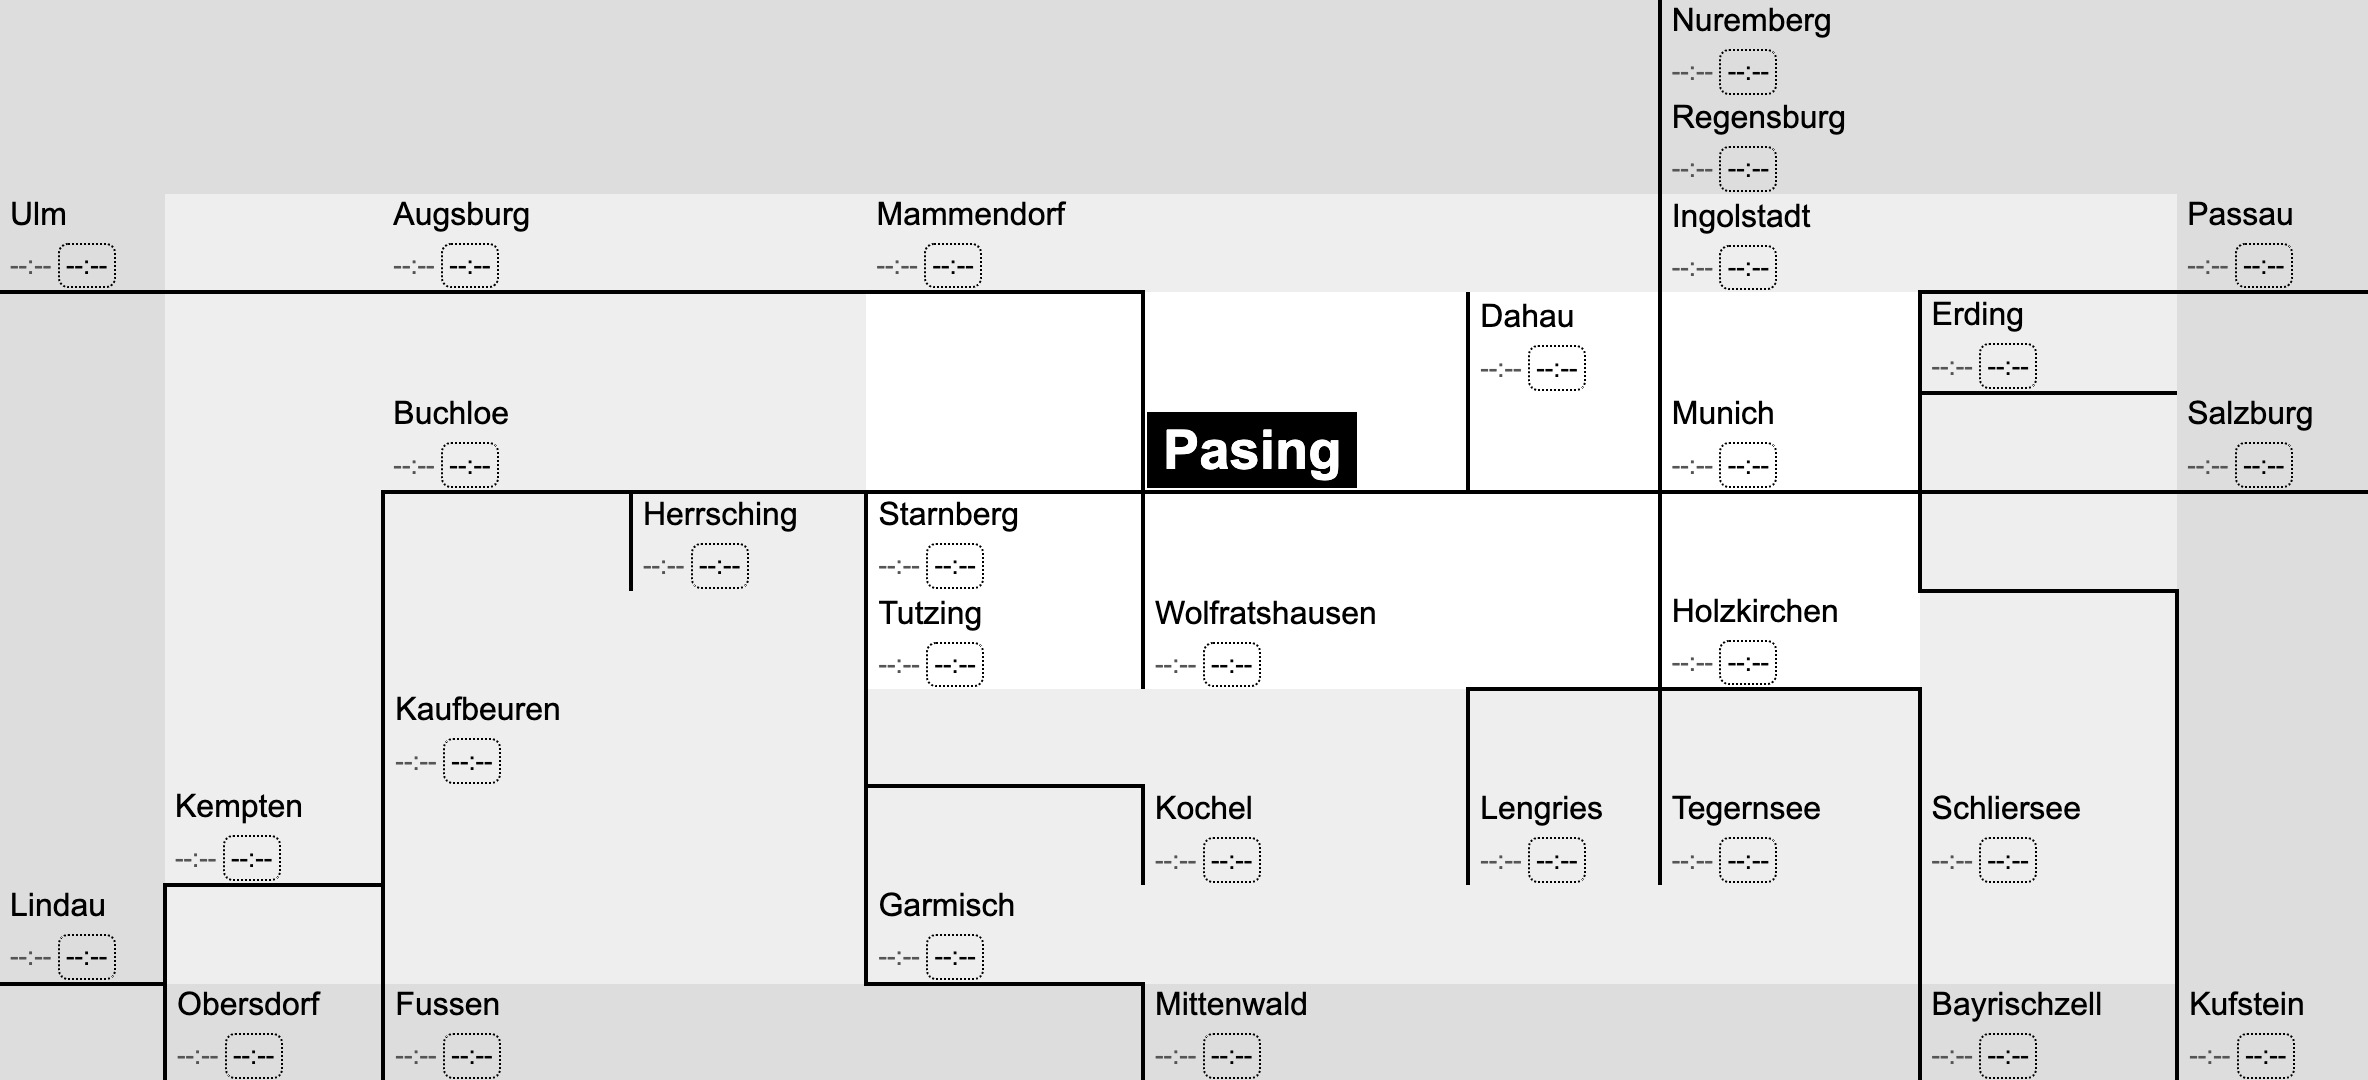 Nuremberg
--:-- --:--
Regensburg
--:-- --:--
Ulm
--:-- --:--
Augsburg
--:-- --:--
Mammendorf
--:-- --:--
Ingolstadt
--:-- --:--
Passau
--:-- --:--
Dahau
--:-- --:--
Erding
--:-- --:--
Buchloe
--:-- --:--
Pasing
Munich
--:-- --:--
Salzburg
--:-- --:--
Herrsching
--:-- --:--
Starnberg
--:-- --:--
Tutzing
--:-- --:--
Wolfratshausen
--:-- --:--
Holzkirchen
--:-- --:--
Kaufbeuren
--:-- --:--
Kempten
--:-- --:--
Kochel
--:-- --:--
Lengries
--:-- --:--
Tegernsee
--:-- --:--
Schliersee
--:-- --:--
Lindau
--:-- --:--
Garmisch
--:-- --:--
Obersdorf
--:-- --:--
Fussen
--:-- --:--
Mittenwald
--:-- --:--
Bayrischzell
--:-- --:--
Kufstein
--:-- --:--